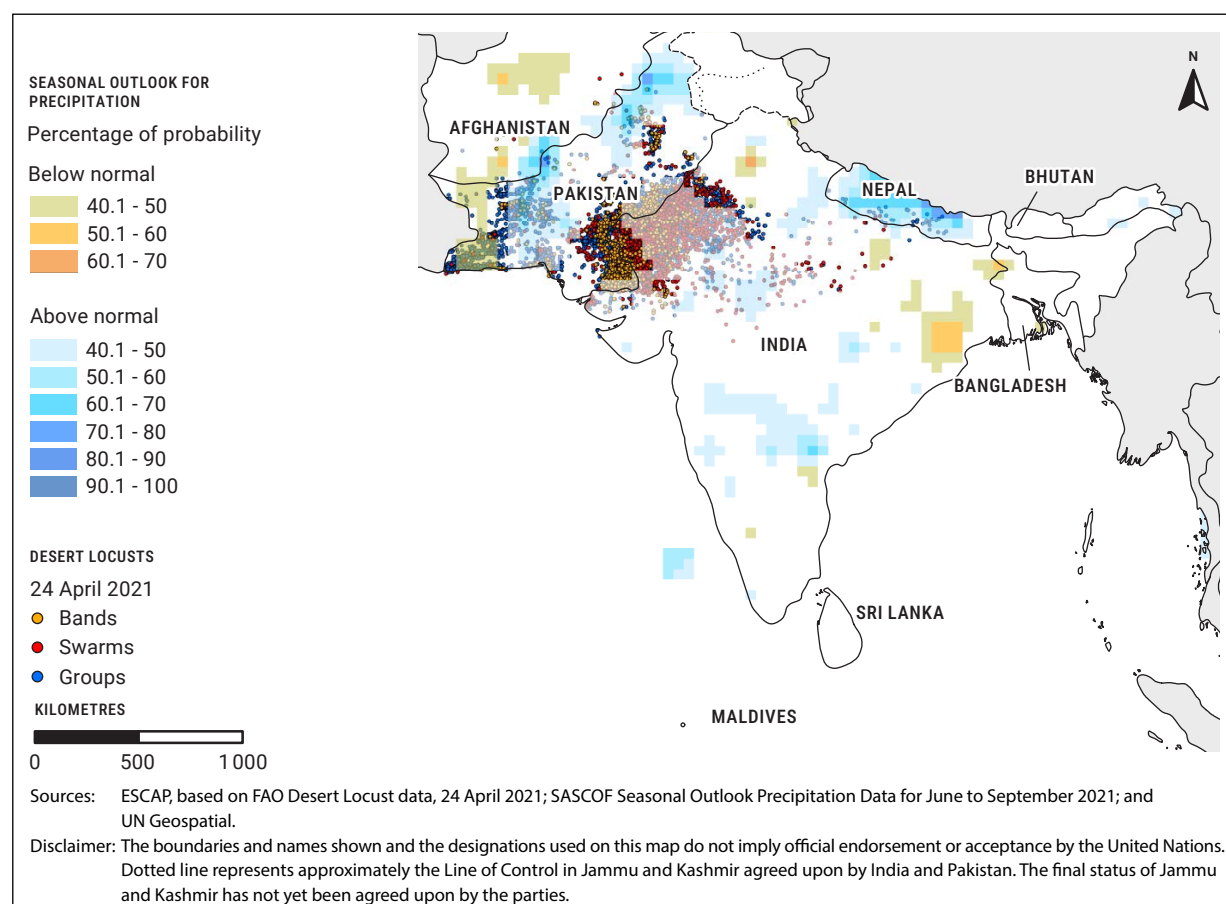 SEASONAL OUTLOOK FOR
PRECIPITATION
Percentage of probability
Below normal
40.1 - 50
50.1 - 60
60.1 - 70
Above normal
40.1 - 50
50.1 - 60
60.1 - 70
70.1 - 80
80.1 - 90
90.1 - 100
DESERT LOCUSTS
24 April 2021
Bands
Swarms
Groups
KILOMETRES
0 500 1 000
N
AFGHANISTAN
PAKISTAN
NEPAL
BHUTAN
INDIA
BANGLADESH
SRI LANKA
MALDIVES
Sources: ESCAP, based on FAO Desert Locust data, 24 April 2021; SASCOF Seasonal Outlook Precipitation Data for June to September 2021; and
UN Geospatial.
Disclaimer: The boundaries and names shown and the designations used on this map do not imply official endorsement or acceptance by the United Nations.
Dotted line represents approximately the Line of Control in Jammu and Kashmir agreed upon by India and Pakistan. The final status of Jammu
and Kashmir has not yet been agreed upon by the parties.